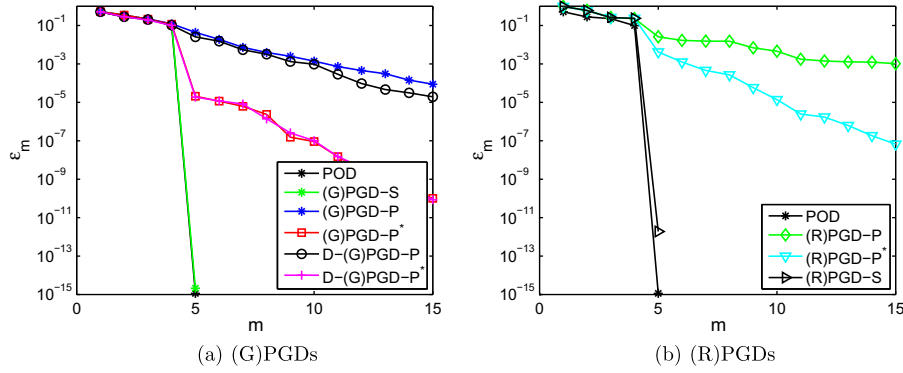 10^−1
10^−3
10^−5
10^−7
10^−9
10^−11
10^−13
10^−15
ε_m
0
5
10
15
m
POD
(G)PGD−S
(G)PGD−P
(G)PGD−P*
D−(G)PGD−P
D−(G)PGD−P*
(a) (G)PGDs
10^−1
10^−3
10^−5
10^−7
10^−9
10^−11
10^−13
10^−15
ε_m
0
5
10
15
m
POD
(R)PGD−P
(R)PGD−P*
(R)PGD−S
(b) (R)PGDs